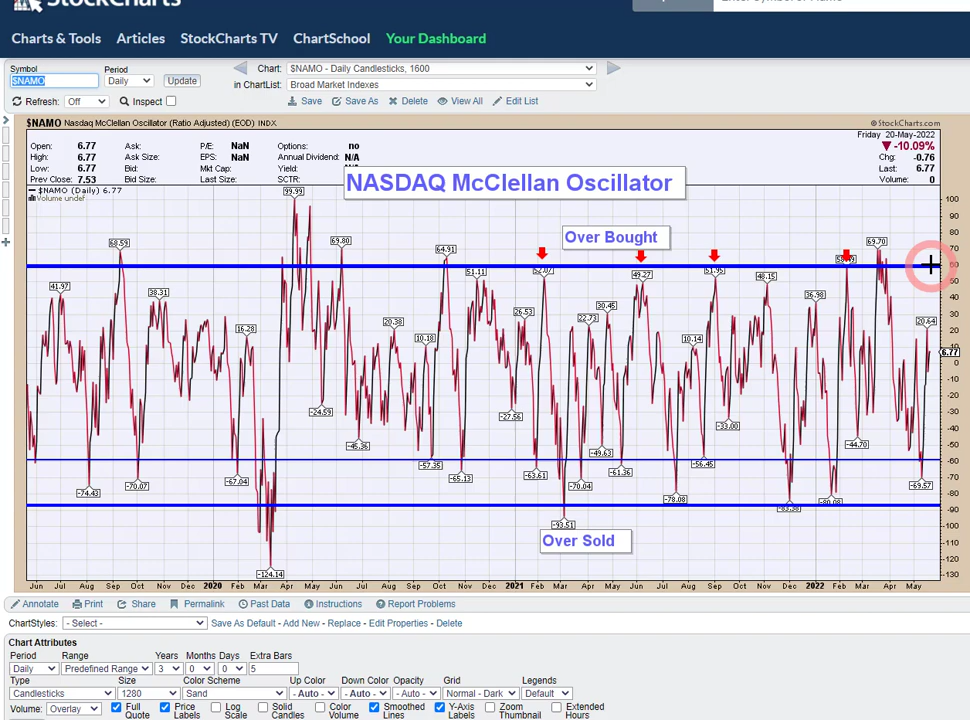 StockCharts
Enter Symbol or Name
Charts & Tools Articles StockCharts TV ChartSchool Your Dashboard
Symbol Period Chart: $NAMO - Daily Candlesticks, 1600
$NAMO Daily Update in ChartList: Broad Market Indexes
Refresh: Off Inspect Save Save As Delete View All Edit List
$NAMO Nasdaq McClellan Oscillator (Ratio Adjusted) (EOD) INDX © StockCharts.com
Friday 20-May-2022
Open: 6.77 Ask: P/E: NaN Options: no ▼ -10.09%
High: 6.77 Ask Size: EPS: NaN Annual Dividend: N/A Chg: -0.76
Low: 6.77 Bid: Mkt Cap: Yield: N/A Last: 6.77
Prev Close: 7.53 Bid Size: Last Size: SCTR: Volume: 0
NASDAQ McClellan Oscillator
$NAMO (Daily) 6.77
Volume undef
Over Bought
99.99
68.59
69.80
64.91
69.70
52.07
49.27
51.95
51.11
48.15
41.97
38.31
36.98
30.45
26.53
22.73
20.38
20.64
16.28
10.18
10.14
6.77
-24.59
-27.56
-33.00
-45.36
-44.70
-49.63
-57.35
-56.45
-61.36
-63.61
-65.13
-67.04
-70.07
-70.04
-69.57
-74.43
-78.08
-80.08
-93.51
-124.14
100
90
80
70
60
50
40
30
20
10
0
-10
-20
-30
-40
-50
-60
-70
-80
-90
-100
-110
-120
-130
Over Sold
Jun Jul Aug Sep Oct Nov Dec 2020 Feb Mar Apr May Jun Jul Aug Sep Oct Nov Dec 2021 Feb Mar Apr May Jun Jul Aug Sep Oct Nov Dec 2022 Feb Mar Apr May
Annotate Print Share Permalink Past Data Instructions Report Problems
ChartStyles: - Select - Save As Default - Add New - Replace - Edit Properties - Delete
Chart Attributes
Period Range Years Months Days Extra Bars
Daily Predefined Range 3 0 0 5
Type Size Color Scheme Up Color Down Color Grid Legends
Candlesticks 1280 Sand - Auto - - Auto - - Auto - Normal - Dark Default
Volume: Overlay Full Quote Price Labels Log Scale Solid Candles Color Volume Smoothed Lines Y-Axis Labels Zoom Thumbnail Extended Hours